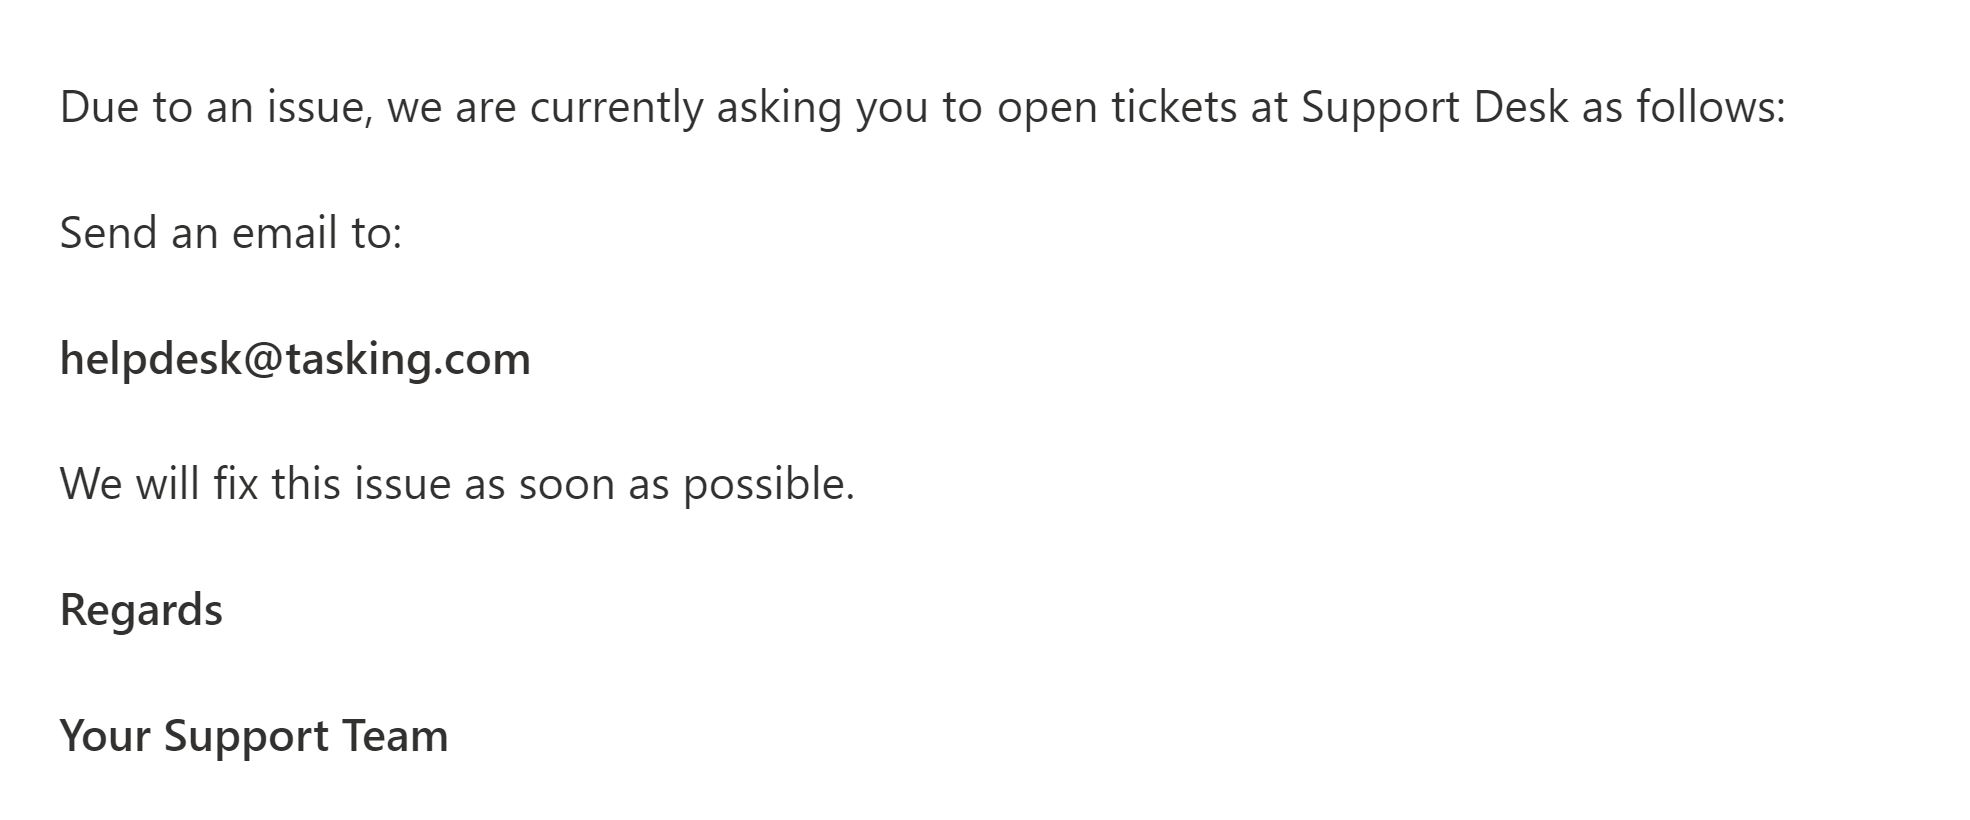 Due to an issue, we are currently asking you to open tickets at Support Desk as follows:
Send an email to:
helpdesk@tasking.com
We will fix this issue as soon as possible.
Regards
Your Support Team